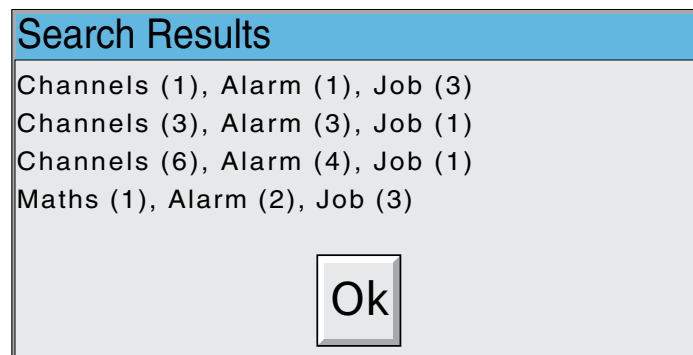 Search Results
Channels (1), Alarm (1), Job (3)
Channels (3), Alarm (3), Job (1)
Channels (6), Alarm (4), Job (1)
Maths (1), Alarm (2), Job (3)
Ok